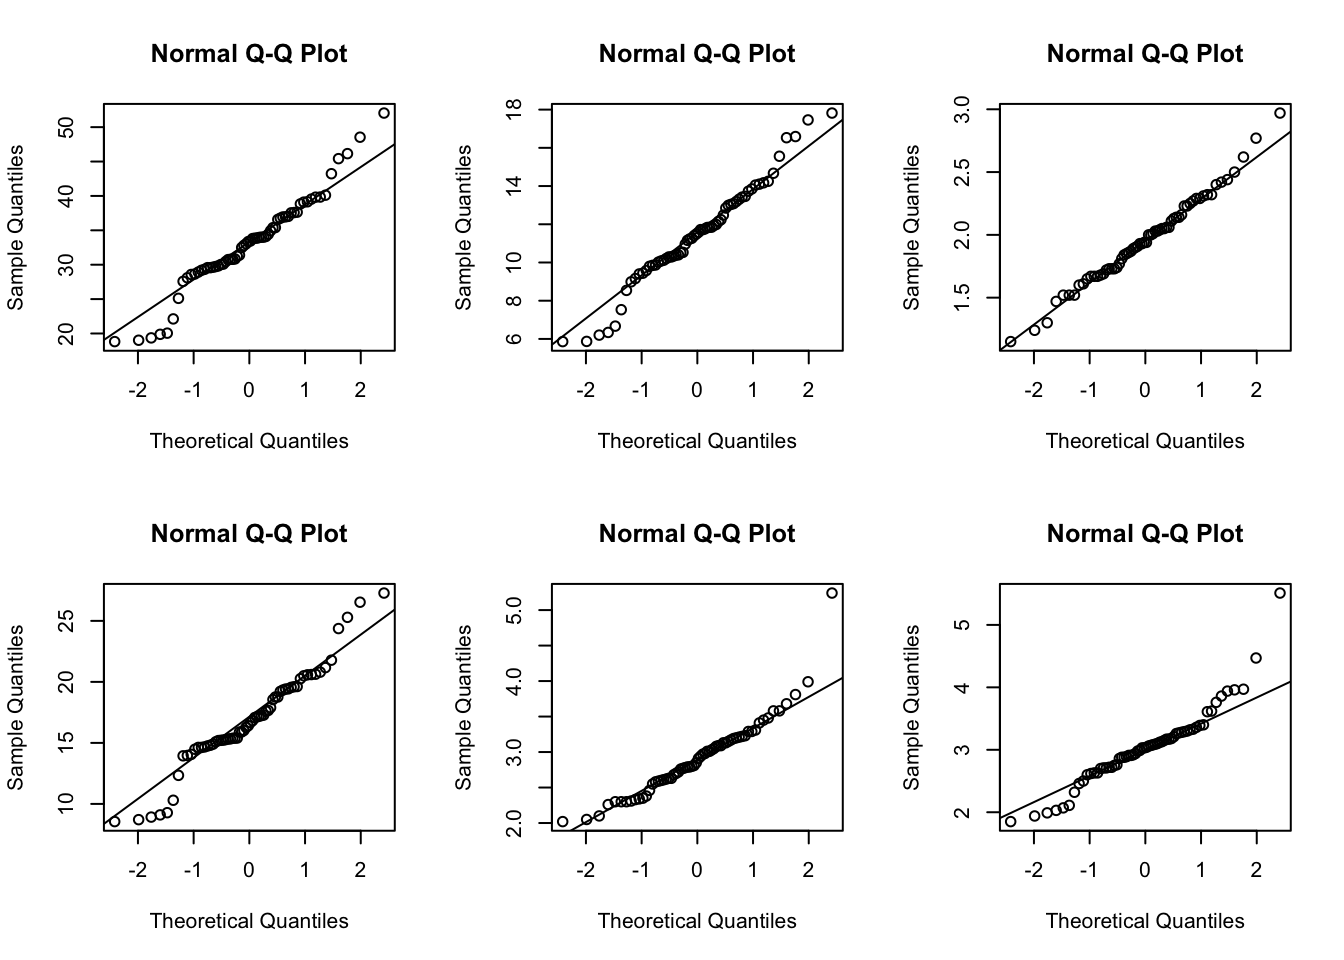 Normal Q-Q Plot
Sample Quantiles
50
40
30
20
-2 -1 0 1 2
Theoretical Quantiles
Normal Q-Q Plot
Sample Quantiles
18
14
10
8
6
-2 -1 0 1 2
Theoretical Quantiles
Normal Q-Q Plot
Sample Quantiles
3.0
2.5
2.0
1.5
-2 -1 0 1 2
Theoretical Quantiles
Normal Q-Q Plot
Sample Quantiles
25
20
15
10
-2 -1 0 1 2
Theoretical Quantiles
Normal Q-Q Plot
Sample Quantiles
5.0
4.0
3.0
2.0
-2 -1 0 1 2
Theoretical Quantiles
Normal Q-Q Plot
Sample Quantiles
5
4
3
2
-2 -1 0 1 2
Theoretical Quantiles